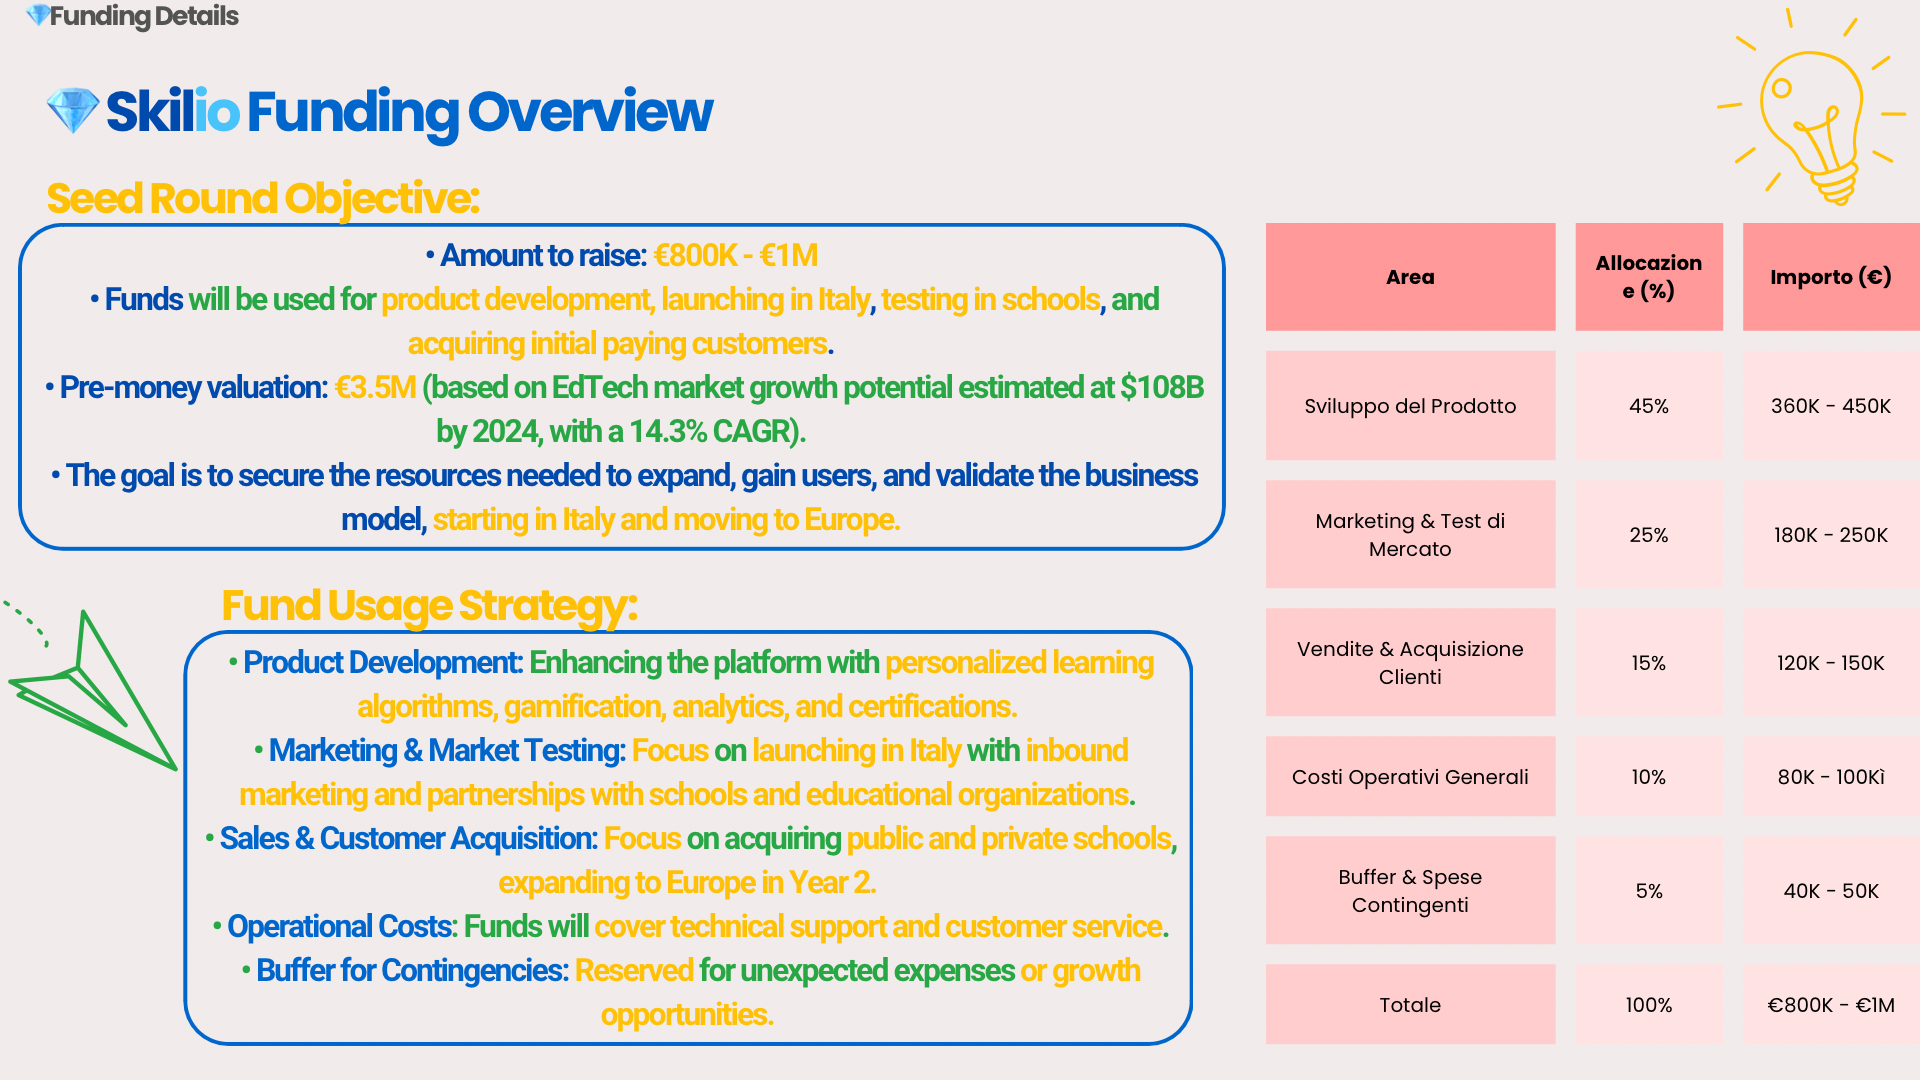 Funding Details
Skilio Funding Overview
Seed Round Objective:
• Amount to raise: €800K - €1M
• Funds will be used for product development, launching in Italy, testing in schools, and
acquiring initial paying customers.
• Pre-money valuation: €3.5M (based on EdTech market growth potential estimated at $108B
by 2024, with a 14.3% CAGR).
• The goal is to secure the resources needed to expand, gain users, and validate the business
model, starting in Italy and moving to Europe.
Fund Usage Strategy:
• Product Development: Enhancing the platform with personalized learning
algorithms, gamification, analytics, and certifications.
• Marketing & Market Testing: Focus on launching in Italy with inbound
marketing and partnerships with schools and educational organizations.
• Sales & Customer Acquisition: Focus on acquiring public and private schools,
expanding to Europe in Year 2.
• Operational Costs: Funds will cover technical support and customer service.
• Buffer for Contingencies: Reserved for unexpected expenses or growth
opportunities.
Area
Allocazion
e (%)
Importo (€)
Sviluppo del Prodotto
45%
360K - 450K
Marketing & Test di
Mercato
25%
180K - 250K
Vendite & Acquisizione
Clienti
15%
120K - 150K
Costi Operativi Generali
10%
80K - 100Kì
Buffer & Spese
Contingenti
5%
40K - 50K
Totale
100%
€800K - €1M